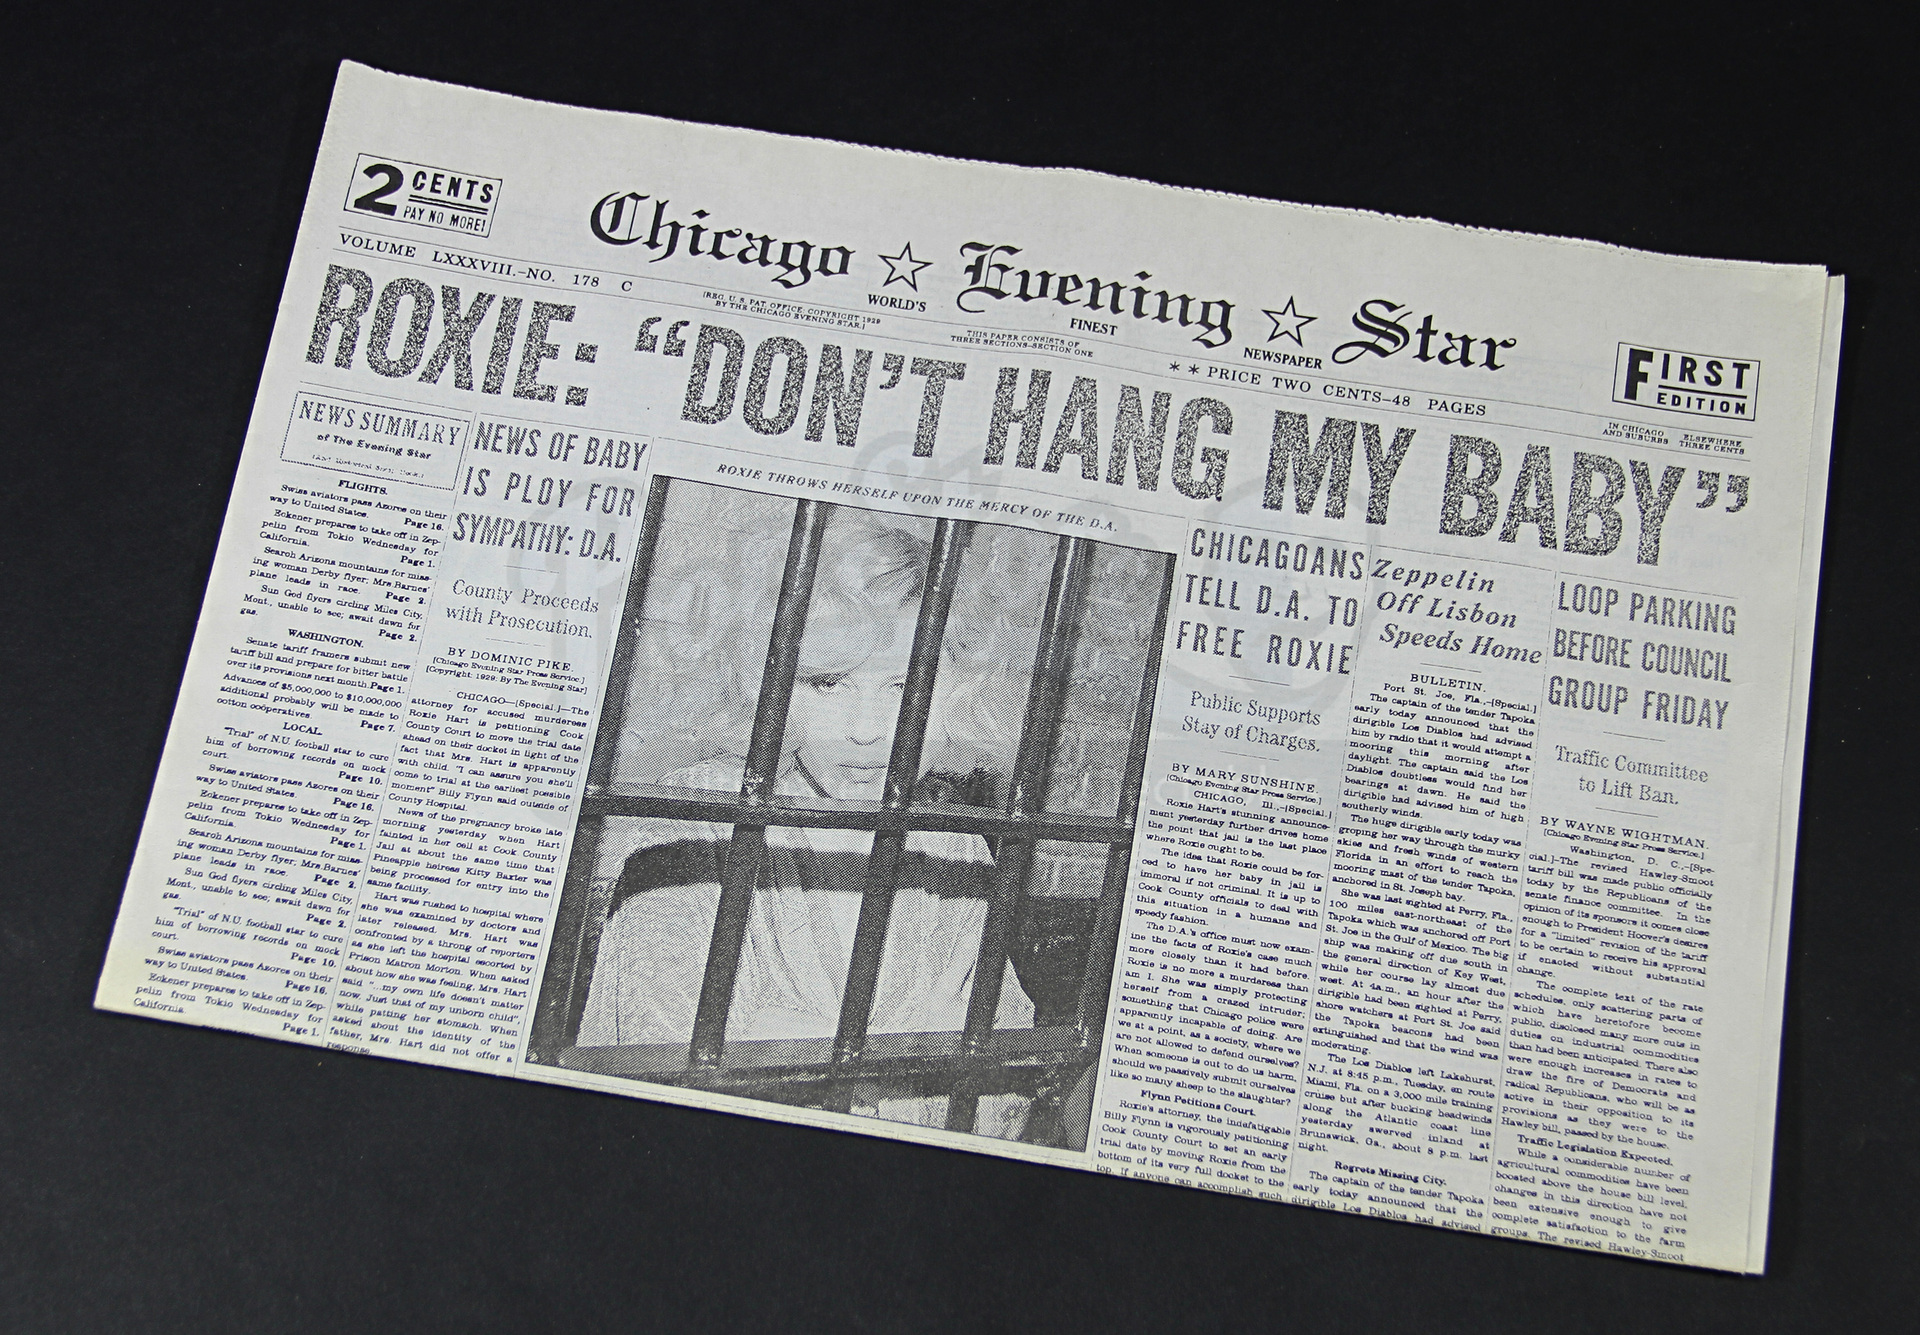 2 CENTS
PAY NO MORE!
Chicago ☆ Evening ☆ Star
WORLD'S FINEST NEWSPAPER
FIRST
EDITION
VOLUME LXXXVIII.-NO. 178 C
[REG. U. S. PAT. OFFICE. COPYRIGHT 1929
BY THE CHICAGO EVENING STAR.]
THIS PAPER CONSISTS OF
THREE SECTIONS-SECTION ONE
* * PRICE TWO CENTS-48 PAGES
IN CHICAGO
AND SUBURBS
ELSEWHERE
THREE CENTS
ROXIE: “DON'T HANG MY BABY”
NEWS SUMMARY
of The Evening Star
FLIGHTS.
Swiss aviators pass Azores on their
way to United States. Page 16.
Eckener prepares to take off in Zep-
pelin from Tokio Wednesday for
California. Page 1.
Search Arizona mountains for miss-
ing woman Derby flyer; Mrs. Barnes'
plane leads in race. Page 2.
Sun God flyers circling Miles City,
Mont., unable to see; await dawn for
gas. Page 2.
WASHINGTON.
Senate tariff framers submit new
tariff bill and prepare for bitter battle
over its provisions next month. Page 1.
Advances of $5,000,000 to $10,000,000
additional probably will be made to
cotton coöperatives. Page 7.
LOCAL.
"Trial" of N.U. football star to cure
him of borrowing records on mock
court. Page 10.
Swiss aviators pass Azores on their
way to United States. Page 16.
Eckener prepares to take off in Zep-
pelin from Tokio Wednesday for
California. Page 1.
Search Arizona mountains for miss-
ing woman Derby flyer; Mrs. Barnes'
plane leads in race. Page 2.
Sun God flyers circling Miles City,
Mont., unable to see; await dawn for
gas. Page 2.
"Trial" of N.U. football star to cure
him of borrowing records on mock
court. Page 10.
Swiss aviators pass Azores on their
way to United States. Page 16.
Eckener prepares to take off in Zep-
pelin from Tokio Wednesday for
California. Page 1.
NEWS OF BABY
IS PLOY FOR
SYMPATHY: D.A.
County Proceeds
with Prosecution.
BY DOMINIC PIKE.
[Chicago Evening Star Press Service.]
[Copyright: 1929: By The Evening Star]
CHICAGO—[Special.]—The
attorney for accused murderess
Roxie Hart is petitioning Cook
County Court to move the trial date
ahead on their docket in light of the
fact that Mrs. Hart is apparently
with child. "I can assure you she'll
come to trial at the earliest possible
moment" Billy Flynn said outside of
County Hospital.
News of the pregnancy broke late
morning yesterday when Hart
fainted in her cell at Cook County
Jail at about the same time that
Pineapple heiress Kitty Baxter was
being processed for entry into the
same facility.
Hart was rushed to hospital where
she was examined by doctors and
later released. Mrs. Hart was
confronted by a throng of reporters
as she left the hospital escorted by
Prison Matron Morton. When asked
about how she was feeling, Mrs. Hart
said "...my own life doesn't matter
now. Just that of my unborn child",
while patting her stomach. When
asked about the identity of the
father, Mrs. Hart did not offer a
response.
ROXIE THROWS HERSELF UPON THE MERCY OF THE D.A.
CHICAGOANS
TELL D.A. TO
FREE ROXIE
Public Supports
Stay of Charges.
BY MARY SUNSHINE.
[Chicago Evening Star Press Service.]
CHICAGO, Ill.,-[Special.]
Roxie Hart's stunning announce-
ment yesterday further drives home
the point that jail is the last place
where Roxie ought to be.
The idea that Roxie could be for-
ced to have her baby in jail is
immoral if not criminal. It is up to
Cook County officials to deal with
this situation in a humane and
speedy fashion.
The D.A.'s office must now exam-
ine the facts of Roxie's case much
more closely than it had before.
Roxie is no more a murderess than
am I. She was simply protecting
herself from a crazed intruder;
something that Chicago police were
apparently incapable of doing. Are
we at a point, as a society, where we
are not allowed to defend ourselves?
When someone is out to do us harm,
should we passively submit ourselves
like so many sheep to the slaughter?
Flynn Petitions Court.
Roxie's attorney, the indefatigable
Billy Flynn is vigorously petitioning
Cook County Court to set an early
trial date by moving Roxie from the
bottom of its very full docket to the
top. If anyone can accomplish such
Zeppelin
Off Lisbon
Speeds Home
BULLETIN.
Port St. Joe, Fla.,-[Special.]
The captain of the tender Tapoka
early today announced that the
dirigible Los Diablos had advised
him by radio that it would attempt a
mooring this morning after
daylight. The captain said the Los
Diablos doubtless would find her
bearings at dawn. He said the
dirigible had advised him of high
southerly winds.
The huge dirigible early today was
groping her way through the murky
skies and fresh winds of western
Florida in an effort to reach the
mooring mast of the tender Tapoka,
anchored in St. Joseph bay.
She was last sighted at Perry, Fla.,
100 miles east-northeast of the
Tapoka which was anchored off Port
St. Joe in the Gulf of Mexico. The big
ship was making off due south in
the general direction of Key West,
while her course lay almost due
west. At 4a.m., an hour after the
dirigible had been sighted at Perry,
shore watchers at Port St. Joe said
the Tapoka beacons had been
extinguished and that the wind was
moderating.
The Los Diablos left Lakehurst,
N.J. at 8:45 p.m., Tuesday, en route
Miami, Fla. on a 3,000 mile training
cruise but after bucking headwinds
along the Atlantic coast line
yesterday swerved inland at
Brunswick, Ga., about 8 p.m. last
night.
Regrets Missing City.
The captain of the tender Tapoka
early today announced that the
dirigible Los Diablos had advised
LOOP PARKING
BEFORE COUNCIL
GROUP FRIDAY
Traffic Committee
to Lift Ban.
BY WAYNE WIGHTMAN.
[Chicago Evening Star Press Service.]
Washington, D. C.,-[Spe-
cial.]-The revised Hawley-Smoot
tariff bill was made public officially
today by the Republicans of the
senate finance committee. In the
opinion of its sponsors it comes close
enough to President Hoover's desires
for a "limited" revision of the tariff
to be certain to receive his approval
if enacted without substantial
change.
The complete text of the rate
schedules, only scattering parts of
which have heretofore become
public, disclosed many more cuts in
duties on industrial commodities
than had been anticipated. There also
were enough increases in rates to
draw the fire of Democrats and
radical Republicans, who will be as
active in their opposition to its
provisions as they were to the
Hawley bill, passed by the house.
Traffic Legislation Expected.
While a considerable number of
agricultural commodities have been
boosted above the house bill level,
changes in this direction have not
been extensive enough to give
complete satisfaction to the farm
groups. The revised Hawley-Smoot